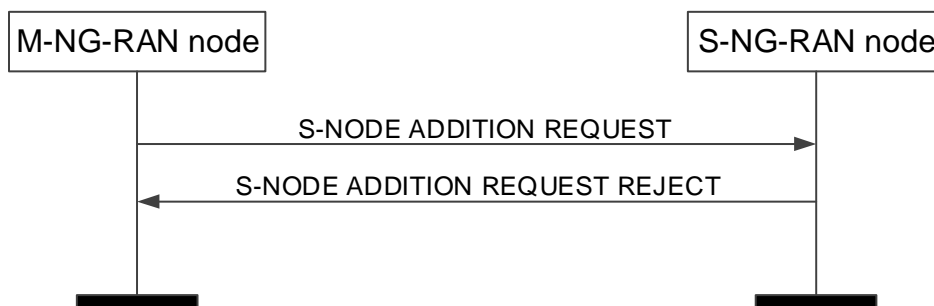 M-NG-RAN node
S-NG-RAN node
S-NODE ADDITION REQUEST
S-NODE ADDITION REQUEST REJECT